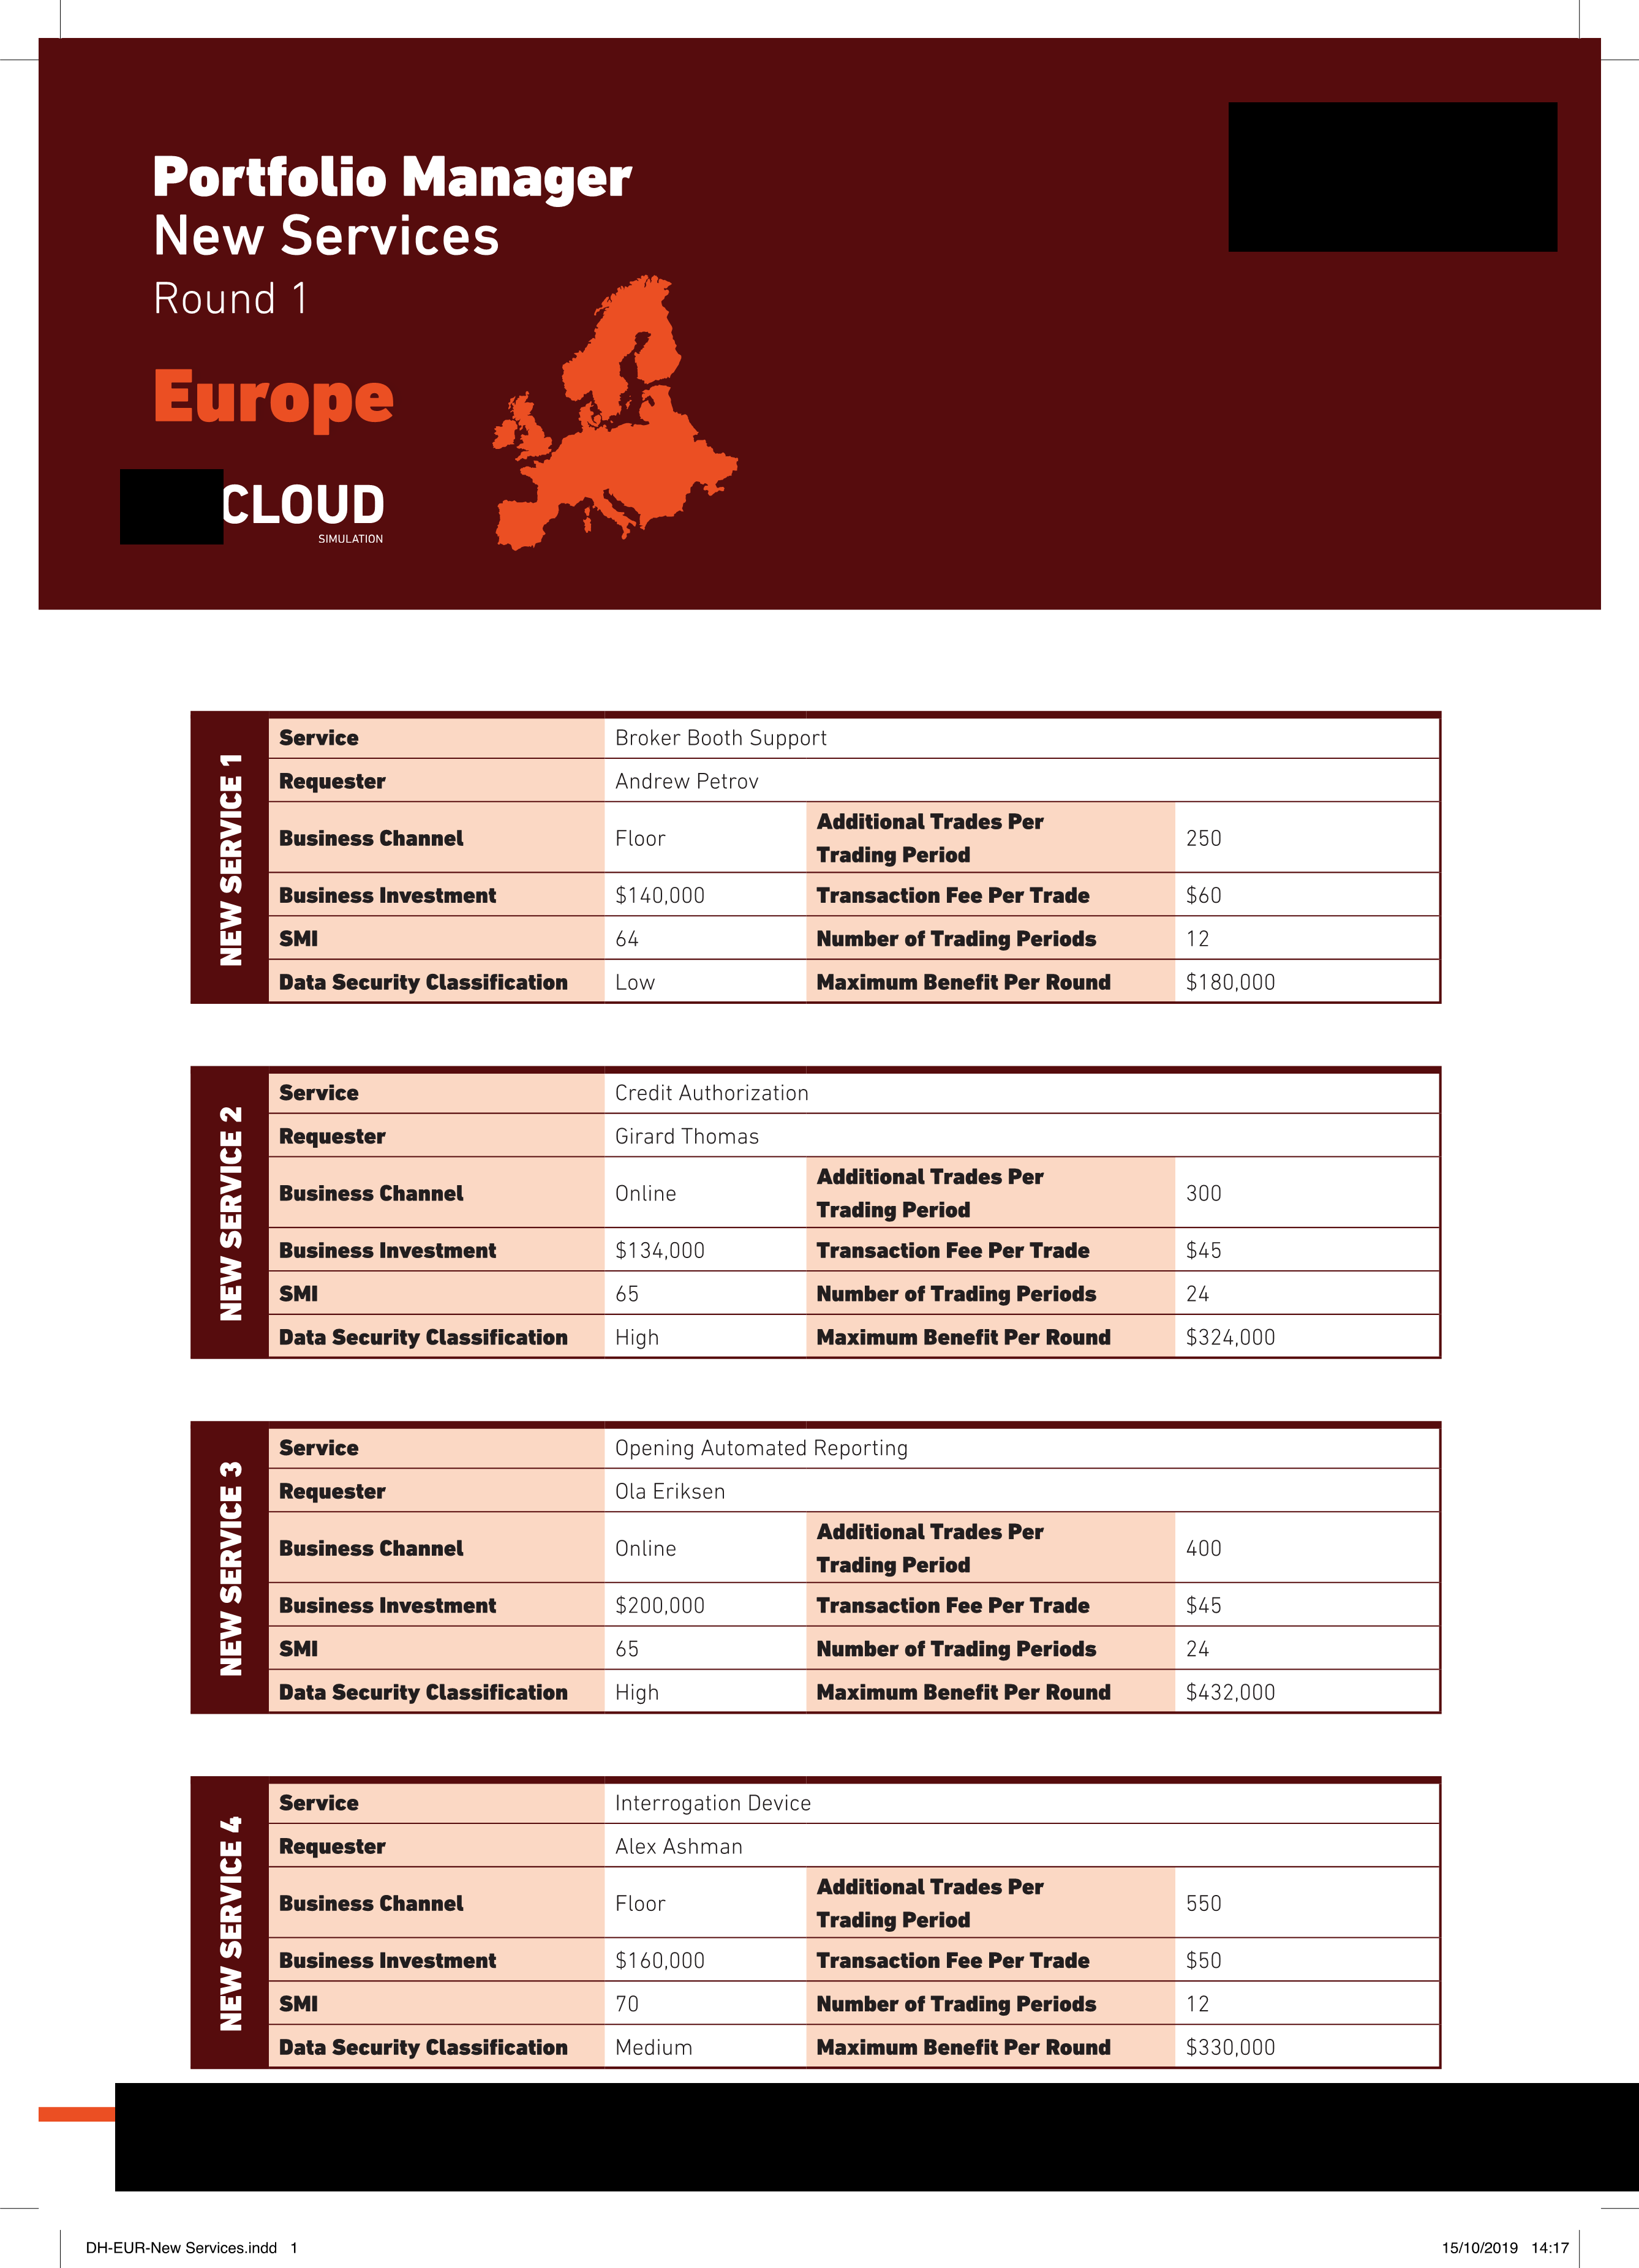 Portfolio Manager
New Services
Round 1
Europe
CLOUD
SIMULATION
NEW SERVICE 1
Service Broker Booth Support
Requester Andrew Petrov
Business Channel Floor Additional Trades Per Trading Period 250
Business Investment $140,000 Transaction Fee Per Trade $60
SMI 64 Number of Trading Periods 12
Data Security Classification Low Maximum Benefit Per Round $180,000
NEW SERVICE 2
Service Credit Authorization
Requester Girard Thomas
Business Channel Online Additional Trades Per Trading Period 300
Business Investment $134,000 Transaction Fee Per Trade $45
SMI 65 Number of Trading Periods 24
Data Security Classification High Maximum Benefit Per Round $324,000
NEW SERVICE 3
Service Opening Automated Reporting
Requester Ola Eriksen
Business Channel Online Additional Trades Per Trading Period 400
Business Investment $200,000 Transaction Fee Per Trade $45
SMI 65 Number of Trading Periods 24
Data Security Classification High Maximum Benefit Per Round $432,000
NEW SERVICE 4
Service Interrogation Device
Requester Alex Ashman
Business Channel Floor Additional Trades Per Trading Period 550
Business Investment $160,000 Transaction Fee Per Trade $50
SMI 70 Number of Trading Periods 12
Data Security Classification Medium Maximum Benefit Per Round $330,000
DH-EUR-New Services.indd 1 15/10/2019 14:17